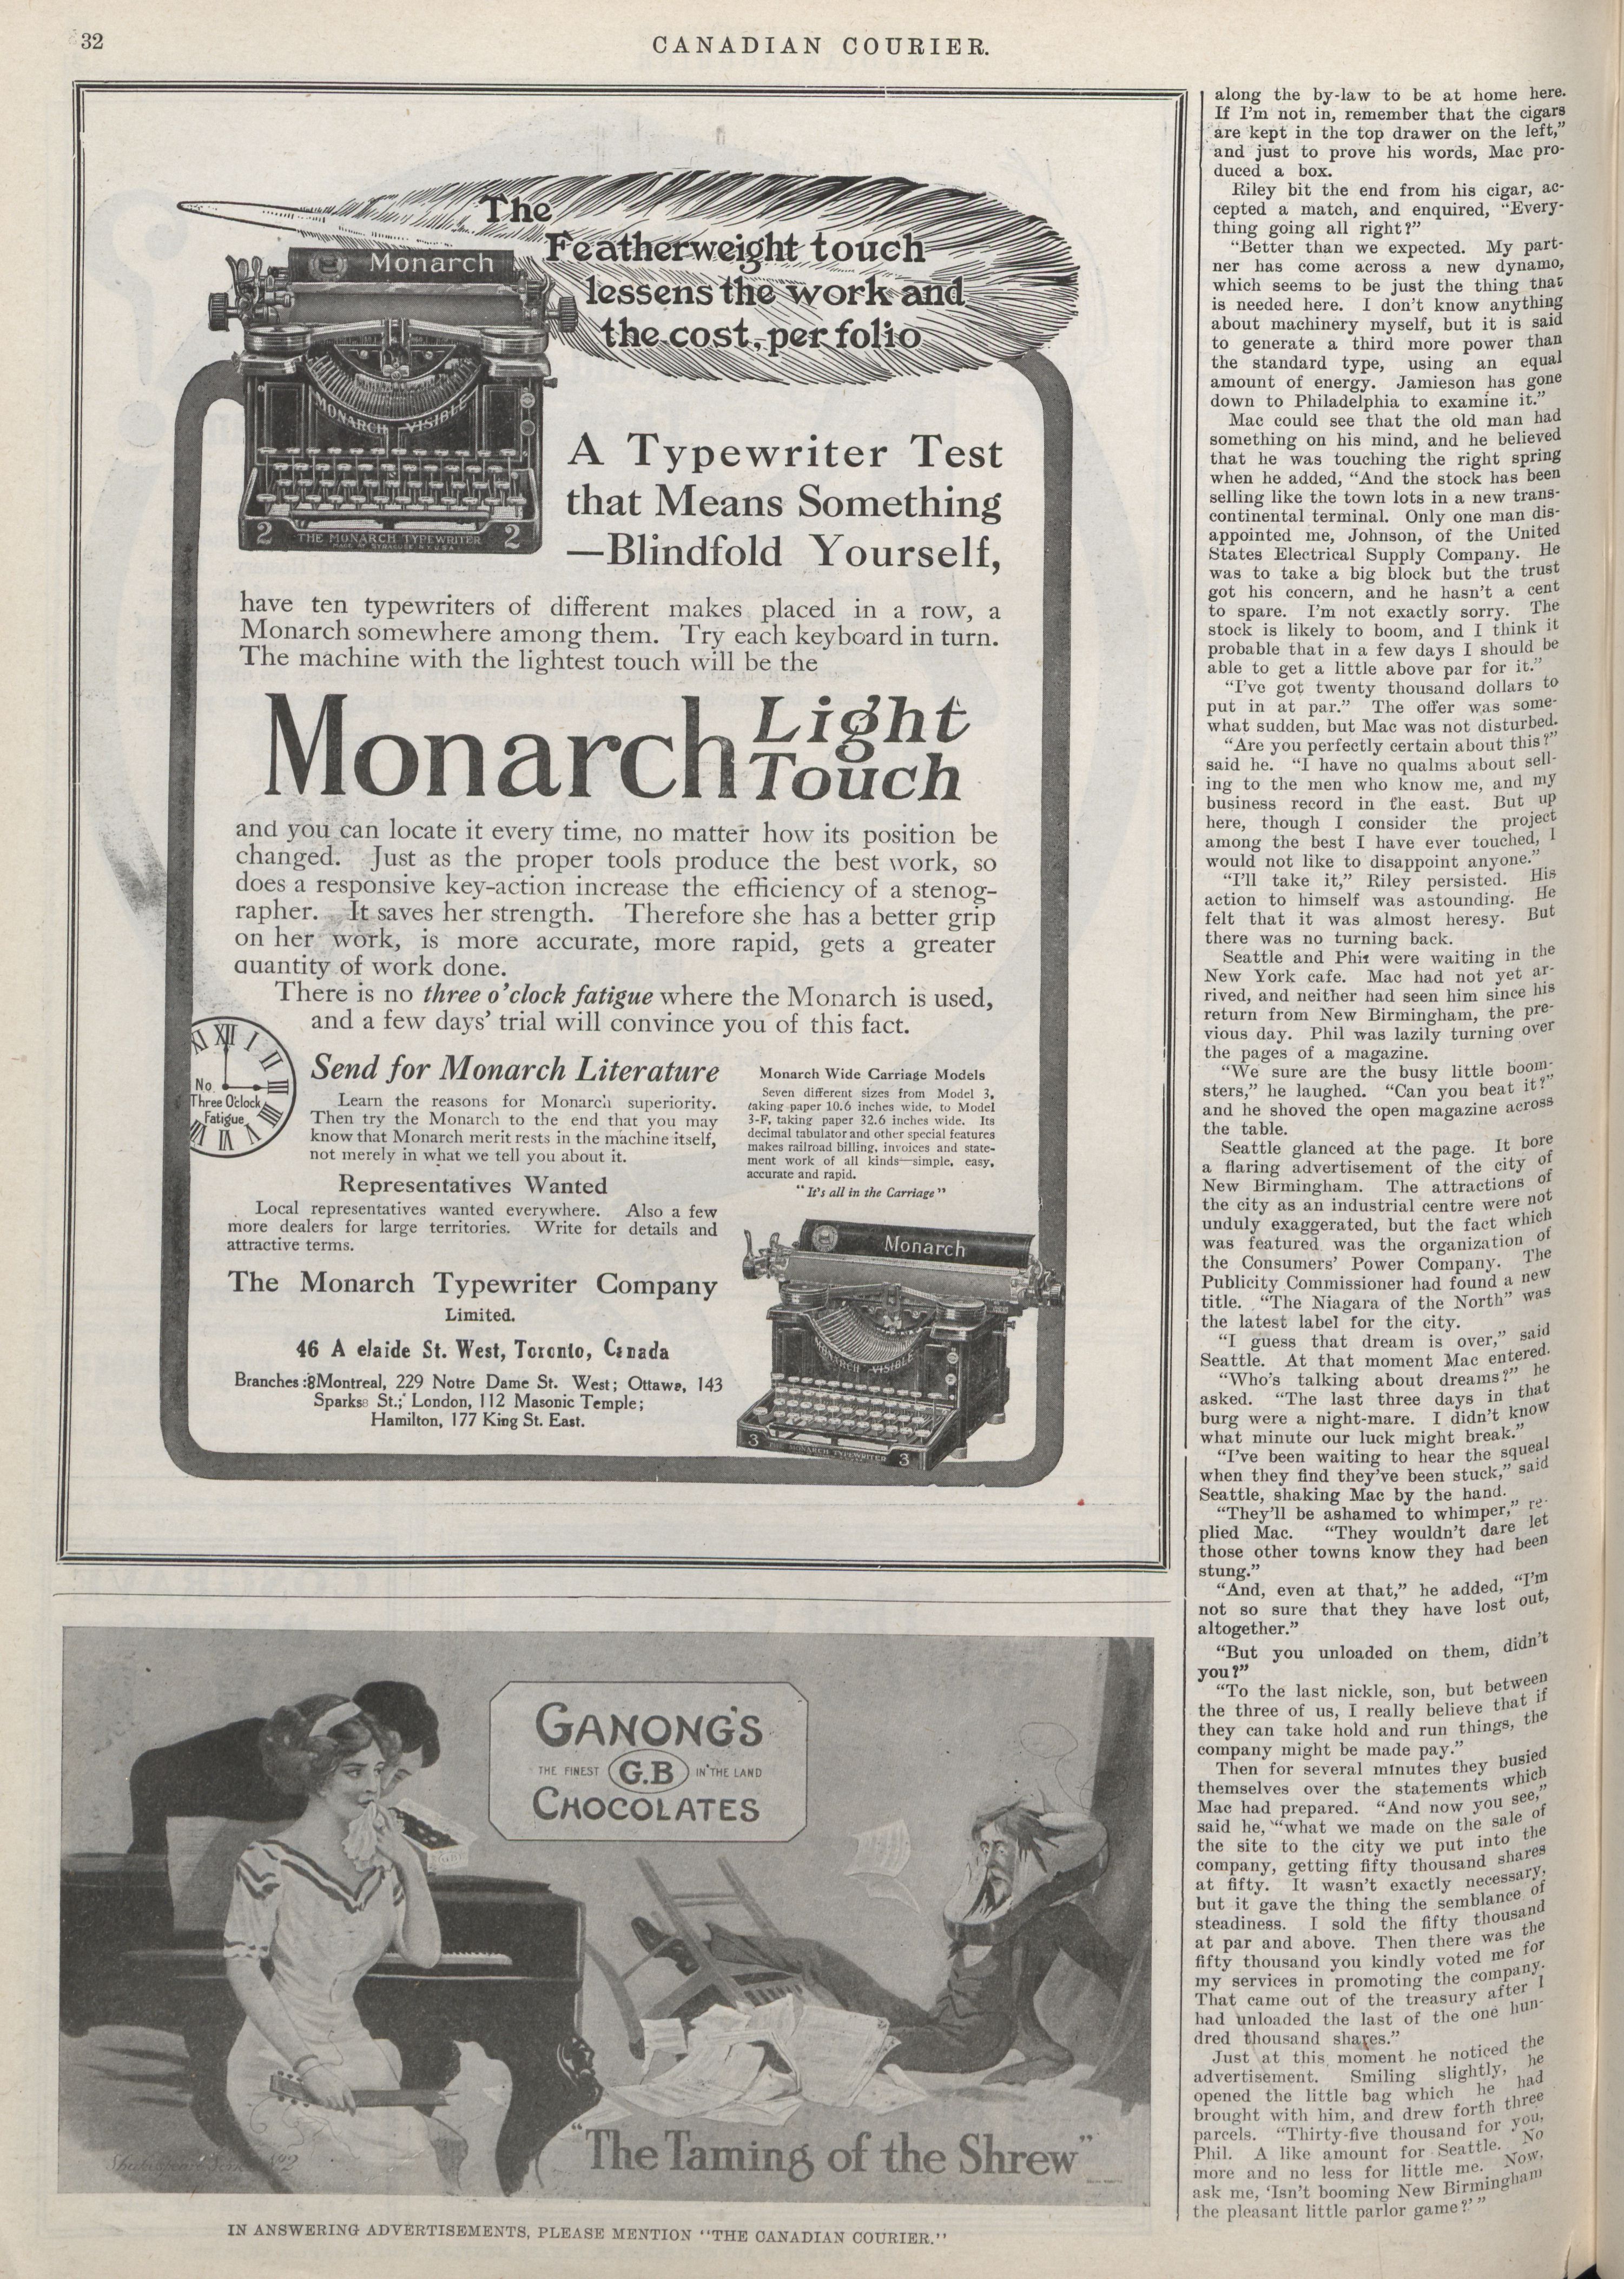 32
CANADIAN COURIER.
The
Featherweight touch
lessens the work and
the cost, per folio
Monarch
MONARCH VISIBLE
2 THE MONARCH TYPEWRITER 2
MADE AT SYRACUSE N.Y. U.S.A.
A Typewriter Test
that Means Something
—Blindfold Yourself,
have ten typewriters of different makes placed in a row, a
Monarch somewhere among them. Try each keyboard in turn.
The machine with the lightest touch will be the
Monarch Light
Touch
and you can locate it every time, no matter how its position be
changed. Just as the proper tools produce the best work, so
does a responsive key-action increase the efficiency of a stenog-
rapher. It saves her strength. Therefore she has a better grip
on her work, is more accurate, more rapid, gets a greater
quantity of work done.
There is no three o'clock fatigue where the Monarch is used,
and a few days' trial will convince you of this fact.
No
Three O'clock
Fatigue
Send for Monarch Literature
Learn the reasons for Monarch superiority.
Then try the Monarch to the end that you may
know that Monarch merit rests in the machine itself,
not merely in what we tell you about it.
Representatives Wanted
Local representatives wanted everywhere. Also a few
more dealers for large territories. Write for details and
attractive terms.
The Monarch Typewriter Company
Limited.
46 A elaide St. West, Toronto, Canada
Branches:8Montreal, 229 Notre Dame St. West; Ottawa, 143
Sparks St.; London, 112 Masonic Temple;
Hamilton, 177 King St. East.
Monarch Wide Carriage Models
Seven different sizes from Model 3,
taking paper 10.6 inches wide, to Model
3-F, taking paper 32.6 inches wide. Its
decimal tabulator and other special features
makes railroad billing, invoices and state-
ment work of all kinds—simple, easy,
accurate and rapid.
"It's all in the Carriage"
Monarch
MONARCH VISIBLE
3 THE MONARCH TYPEWRITER 3
GANONG'S
THE FINEST G.B IN THE LAND
CHOCOLATES
"The Taming of the Shrew"
Shakespeare Series No2
IN ANSWERING ADVERTISEMENTS, PLEASE MENTION "THE CANADIAN COURIER."
along the by-law to be at home here.
If I'm not in, remember that the cigars
are kept in the top drawer on the left,"
and just to prove his words, Mac pro-
duced a box.
Riley bit the end from his cigar, ac-
cepted a match, and enquired, "Every-
thing going all right?"
"Better than we expected. My part-
ner has come across a new dynamo,
which seems to be just the thing that
is needed here. I don't know anything
about machinery myself, but it is said
to generate a third more power than
the standard type, using an equal
amount of energy. Jamieson has gone
down to Philadelphia to examine it."
Mac could see that the old man had
something on his mind, and he believed
that he was touching the right spring
when he added, "And the stock has been
selling like the town lots in a new trans-
continental terminal. Only one man dis-
appointed me, Johnson, of the United
States Electrical Supply Company. He
was to take a big block but the trust
got his concern, and he hasn't a cent
to spare. I'm not exactly sorry. The
stock is likely to boom, and I think it
probable that in a few days I should be
able to get a little above par for it."
"I've got twenty thousand dollars to
put in at par." The offer was some-
what sudden, but Mac was not disturbed.
"Are you perfectly certain about this?"
said he. "I have no qualms about sell-
ing to the men who know me, and my
business record in the east. But up
here, though I consider the project
among the best I have ever touched, I
would not like to disappoint anyone."
"I'll take it," Riley persisted. His
action to himself was astounding. He
felt that it was almost heresy. But
there was no turning back.
Seattle and Phil were waiting in the
New York cafe. Mac had not yet ar-
rived, and neither had seen him since his
return from New Birmingham, the pre-
vious day. Phil was lazily turning over
the pages of a magazine.
"We sure are the busy little boom-
sters," he laughed. "Can you beat it?"
and he shoved the open magazine across
the table.
Seattle glanced at the page. It bore
a flaring advertisement of the city of
New Birmingham. The attractions of
the city as an industrial centre were not
unduly exaggerated, but the fact which
was featured was the organization of
the Consumers' Power Company. The
Publicity Commissioner had found a new
title. "The Niagara of the North" was
the latest label for the city.
"I guess that dream is over," said
Seattle. At that moment Mac entered.
"Who's talking about dreams?" he
asked. "The last three days in that
burg were a night-mare. I didn't know
what minute our luck might break."
"I've been waiting to hear the squeal
when they find they've been stuck," said
Seattle, shaking Mac by the hand.
"They'll be ashamed to whimper," re-
plied Mac. "They wouldn't dare let
those other towns know they had been
stung."
"And, even at that," he added, "I'm
not so sure that they have lost out,
altogether."
"But you unloaded on them, didn't
you?"
"To the last nickle, son, but between
the three of us, I really believe that if
they can take hold and run things, the
company might be made pay."
Then for several minutes they busied
themselves over the statements which
Mac had prepared. "And now you see,"
said he, "what we made on the sale of
the site to the city we put into the
company, getting fifty thousand shares
at fifty. It wasn't exactly necessary,
but it gave the thing the semblance of
steadiness. I sold the fifty thousand
at par and above. Then there was the
fifty thousand you kindly voted me for
my services in promoting the company.
That came out of the treasury after I
had unloaded the last of the one hun-
dred thousand shares."
Just at this moment he noticed the
advertisement. Smiling slightly, he
opened the little bag which he had
brought with him, and drew forth three
parcels. "Thirty-five thousand for you,
Phil. A like amount for Seattle. No
more and no less for little me. Now,
ask me, 'Isn't booming New Birmingham
the pleasant little parlor game?'"